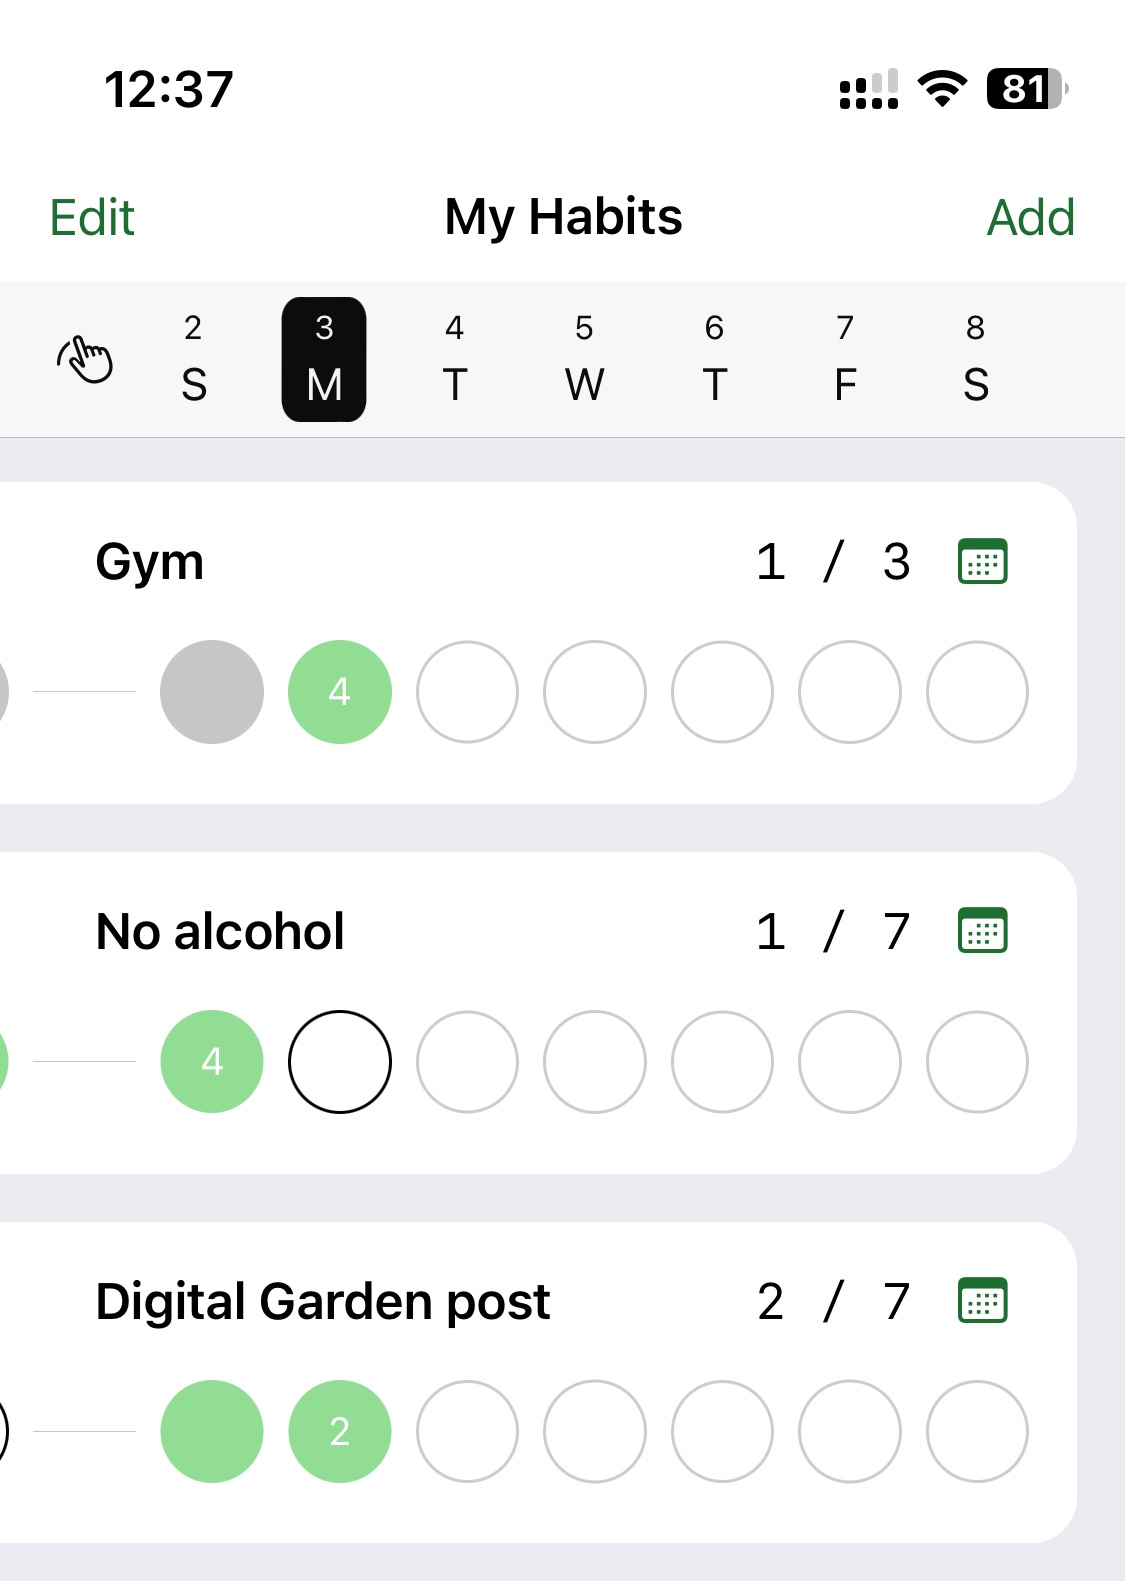 12:37 81
Edit My Habits Add
2 3 4 5 6 7 8
S M T W T F S
Gym 1 / 3
4
No alcohol 1 / 7
4
Digital Garden post 2 / 7
2